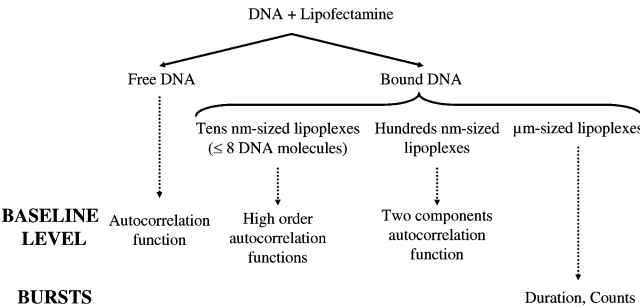 DNA + Lipofectamine
Free DNA
Bound DNA
Tens nm-sized lipoplexes
(≤ 8 DNA molecules)
Hundreds nm-sized
lipoplexes
μm-sized lipoplexes
BASELINE
LEVEL
Autocorrelation
function
High order
autocorrelation
functions
Two components
autocorrelation
function
BURSTS
Duration, Counts